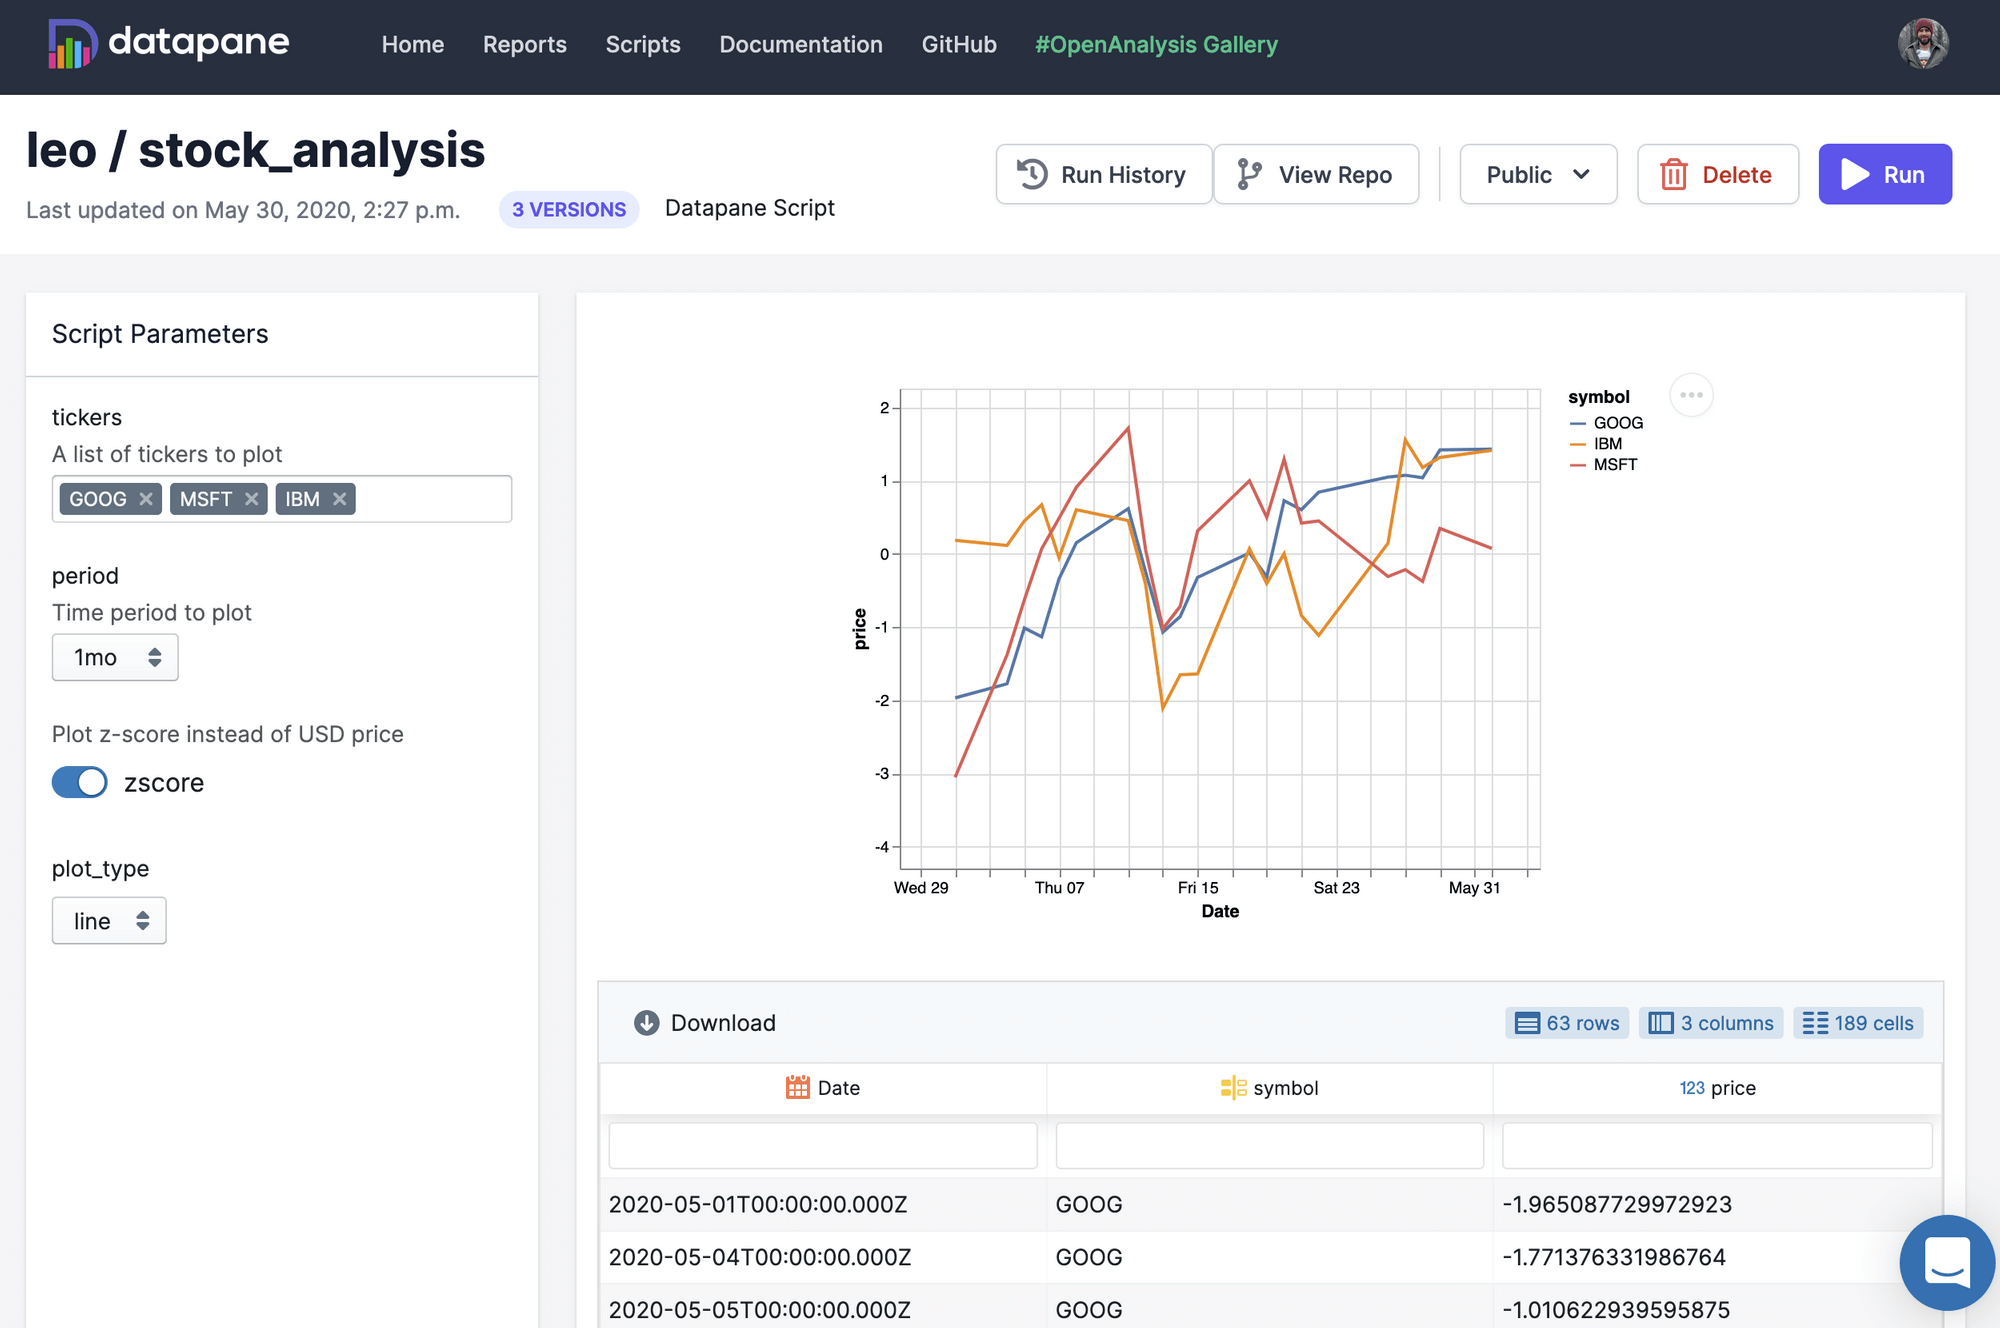 datapane Home Reports Scripts Documentation GitHub #OpenAnalysis Gallery
leo / stock_analysis
Last updated on May 30, 2020, 2:27 p.m. 3 VERSIONS Datapane Script
Run History View Repo Public Delete Run
Script Parameters
tickers
A list of tickers to plot
GOOG MSFT IBM
period
Time period to plot
1mo
Plot z-score instead of USD price
zscore
plot_type
line
symbol
GOOG
IBM
MSFT
2
1
0
-1
-2
-3
-4
price
Wed 29 Thu 07 Fri 15 Sat 23 May 31
Date
Download 63 rows 3 columns 189 cells
Date symbol 123 price
2020-05-01T00:00:00.000Z GOOG -1.965087729972923
2020-05-04T00:00:00.000Z GOOG -1.771376331986764
2020-05-05T00:00:00.000Z GOOG -1.010622939595875